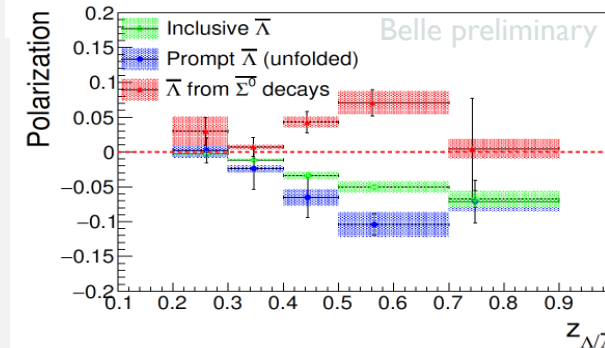 Belle preliminary
Inclusive Λ̅
Prompt Λ̅ (unfolded)
Λ̅ from Σ̅⁰ decays
Polarization
0.2
0.15
0.1
0.05
0
−0.05
−0.1
−0.15
−0.2
0.1 0.2 0.3 0.4 0.5 0.6 0.7 0.8 0.9 1